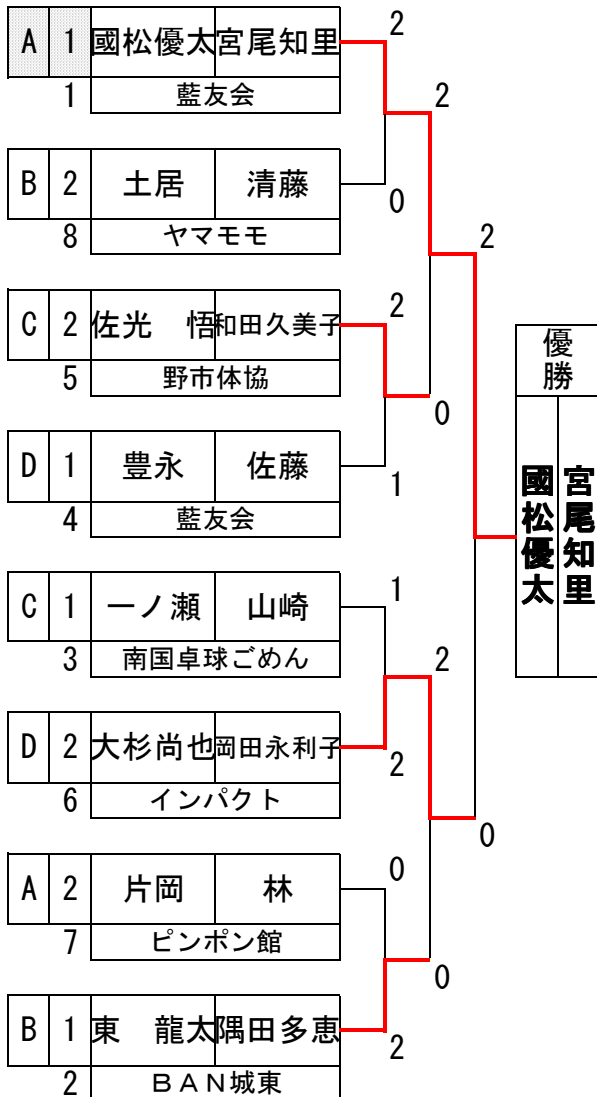 A 1 國松優太 宮尾知里 2
1 藍友会 2
B 2 土居 清藤 0
8 ヤマモモ 2
C 2 佐光　悟 和田久美子 2
5 野市体協 0
D 1 豊永 佐藤 1
4 藍友会
優勝
國松優太
宮尾知里
C 1 一ノ瀬 山崎 1
3 南国卓球ごめん 2
D 2 大杉尚也 岡田永利子 2
6 インパクト 0
A 2 片岡 林 0
7 ピンポン館 0
B 1 東　龍太 隅田多恵 2
2 ＢＡＮ城東